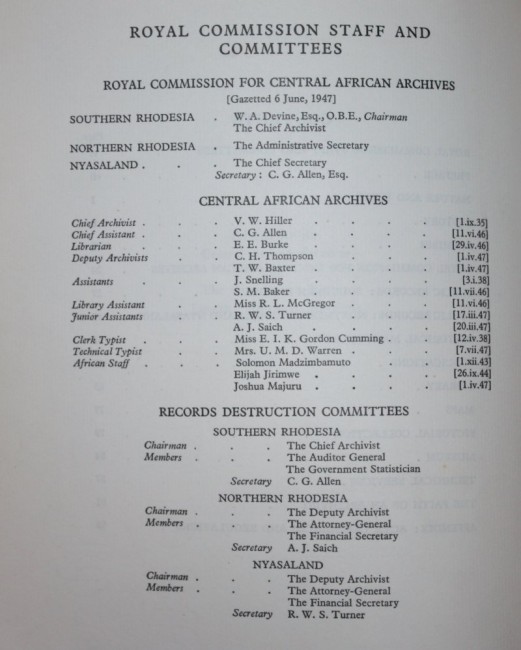 ROYAL COMMISSION STAFF AND
COMMITTEES
ROYAL COMMISSION FOR CENTRAL AFRICAN ARCHIVES
[Gazetted 6 June, 1947]
SOUTHERN RHODESIA . W. A. Devine, Esq., O.B.E., Chairman
The Chief Archivist
NORTHERN RHODESIA . The Administrative Secretary
NYASALAND . . . The Chief Secretary
Secretary : C. G. Allen, Esq.
CENTRAL AFRICAN ARCHIVES
Chief Archivist . . . V. W. Hiller . . . . [1.ix.35]
Chief Assistant . . . C. G. Allen . . . . [11.vi.46]
Librarian . . . E. E. Burke . . . . [29.iv.46]
Deputy Archivists . . C. H. Thompson . . . [1.iv.47]
T. W. Baxter . . . . [1.iv.47]
Assistants . . . J. Snelling . . . . [3.i.38]
S. M. Baker . . . . [11.vii.46]
Library Assistant . . Miss R. L. McGregor . . . [11.vi.46]
Junior Assistants . . R. W. S. Turner . . . [17.iii.47]
A. J. Saich . . . . [20.iii.47]
Clerk Typist . . . Miss E. I. K. Gordon Cumming . . [12.iv.38]
Technical Typist . . Mrs. U. M. D. Warren . . . [7.vii.47]
African Staff . . . Solomon Madzimbamuto . . [1.xii.43]
Elijah Jirimwe . . . [26.ix.44]
Joshua Majuru . . . [1.iv.47]
RECORDS DESTRUCTION COMMITTEES
SOUTHERN RHODESIA
Chairman . . . The Chief Archivist
Members . . . The Auditor General
The Government Statistician
Secretary C. G. Allen
NORTHERN RHODESIA
Chairman . . . The Deputy Archivist
Members . . . The Attorney-General
The Financial Secretary
Secretary A. J. Saich
NYASALAND
Chairman . . . The Deputy Archivist
Members . . . The Attorney-General
The Financial Secretary
Secretary R. W. S. Turner